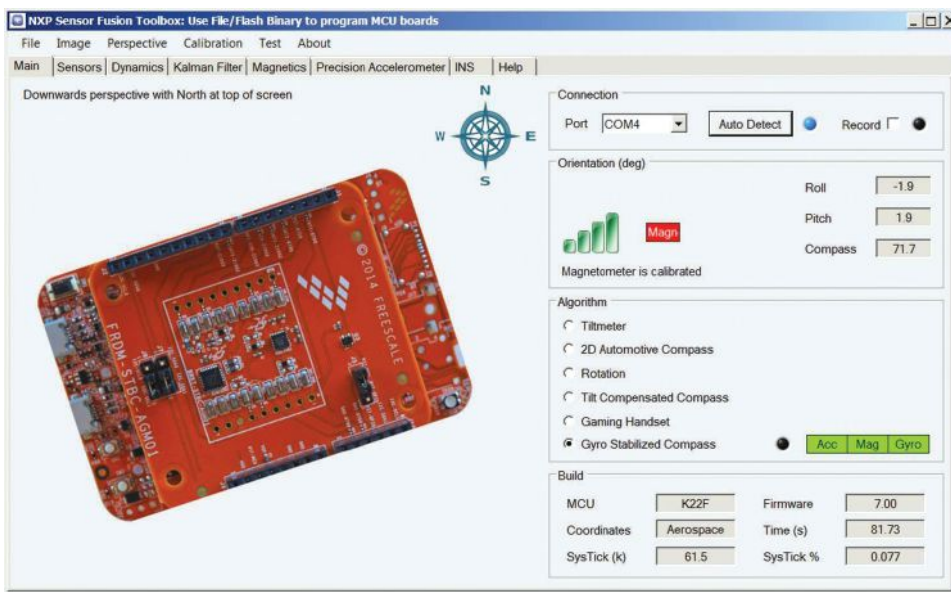 NXP Sensor Fusion Toolbox: Use File/Flash Binary to program MCU boards
File Image Perspective Calibration Test About
Main Sensors Dynamics Kalman Filter Magnetics Precision Accelerometer INS Help
Downwards perspective with North at top of screen
N
W E
S
© 2014 FREESCALE
FRDM-STBC-AGM01
Connection
Port COM4 Auto Detect Record
Orientation (deg)
Roll -1.9
Magn
Pitch 1.9
Compass 71.7
Magnetometer is calibrated
Algorithm
Tiltmeter
2D Automotive Compass
Rotation
Tilt Compensated Compass
Gaming Handset
Gyro Stabilized Compass Acc Mag Gyro
Build
MCU K22F Firmware 7.00
Coordinates Aerospace Time (s) 81.73
SysTick (k) 61.5 SysTick % 0.077